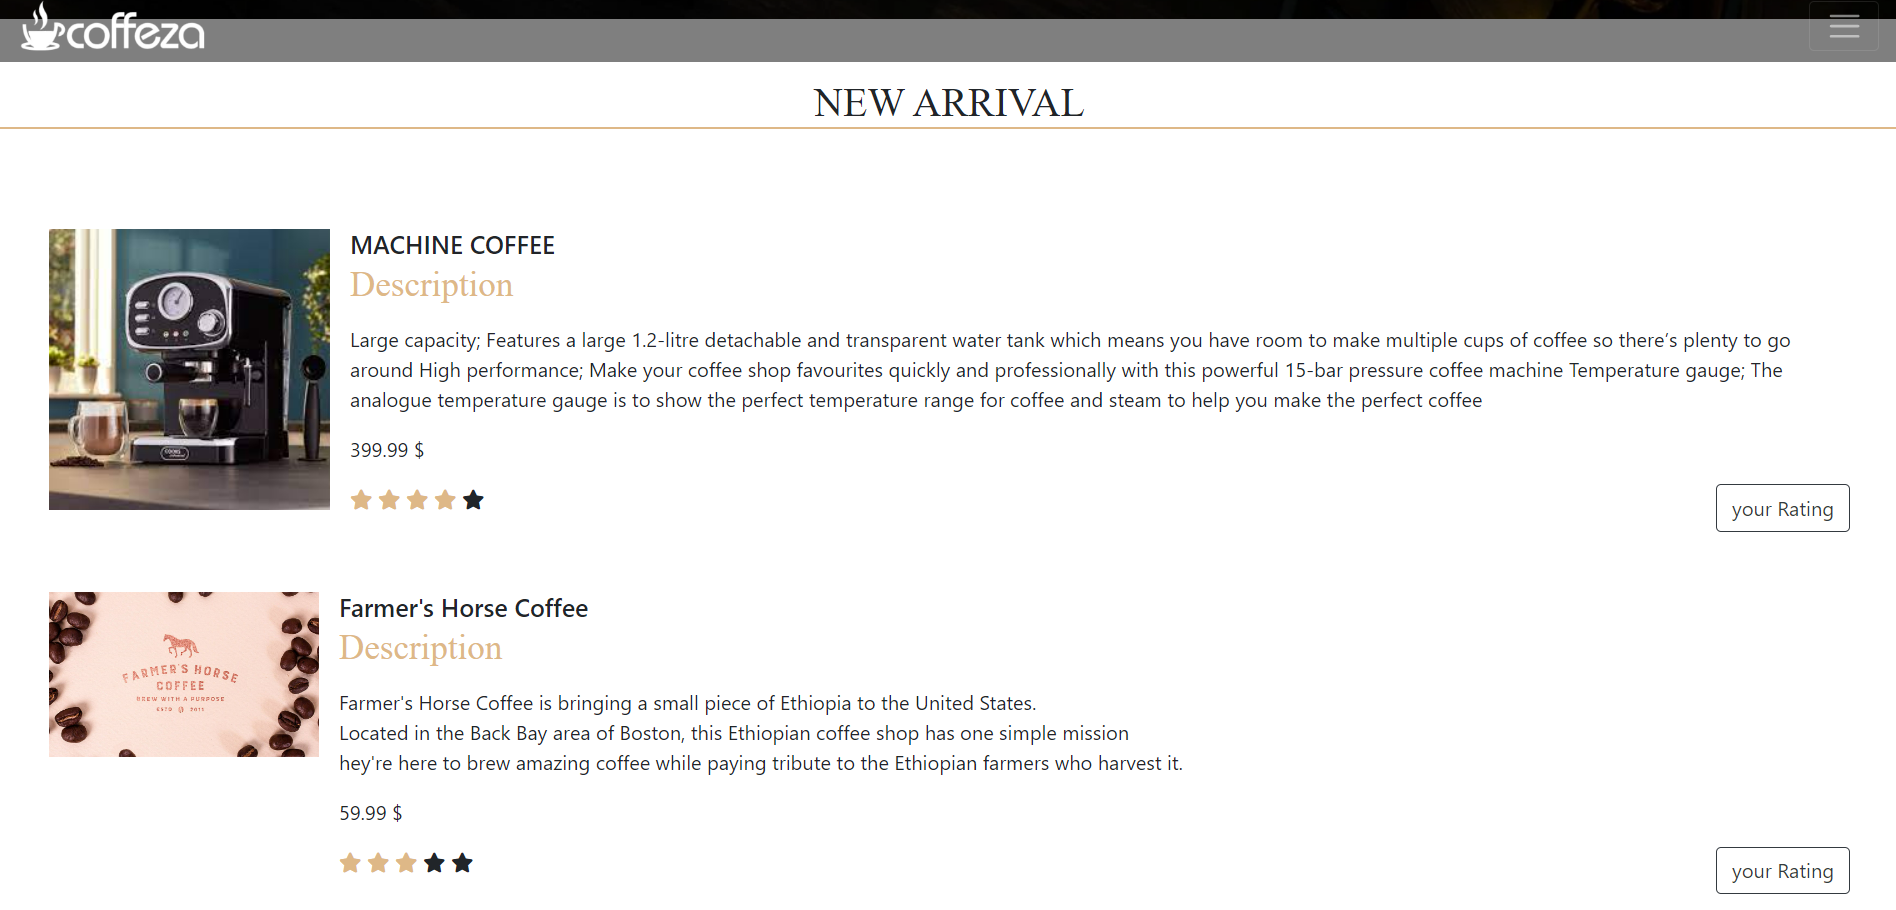 coffeza
NEW ARRIVAL
MACHINE COFFEE
Description
Large capacity; Features a large 1.2-litre detachable and transparent water tank which means you have room to make multiple cups of coffee so there’s plenty to go
around High performance; Make your coffee shop favourites quickly and professionally with this powerful 15-bar pressure coffee machine Temperature gauge; The
analogue temperature gauge is to show the perfect temperature range for coffee and steam to help you make the perfect coffee
399.99 $
your Rating
FARMER'S HORSE
COFFEE
BREW WITH A PURPOSE
ESTD 2011
Farmer's Horse Coffee
Description
Farmer's Horse Coffee is bringing a small piece of Ethiopia to the United States.
Located in the Back Bay area of Boston, this Ethiopian coffee shop has one simple mission
hey're here to brew amazing coffee while paying tribute to the Ethiopian farmers who harvest it.
59.99 $
your Rating